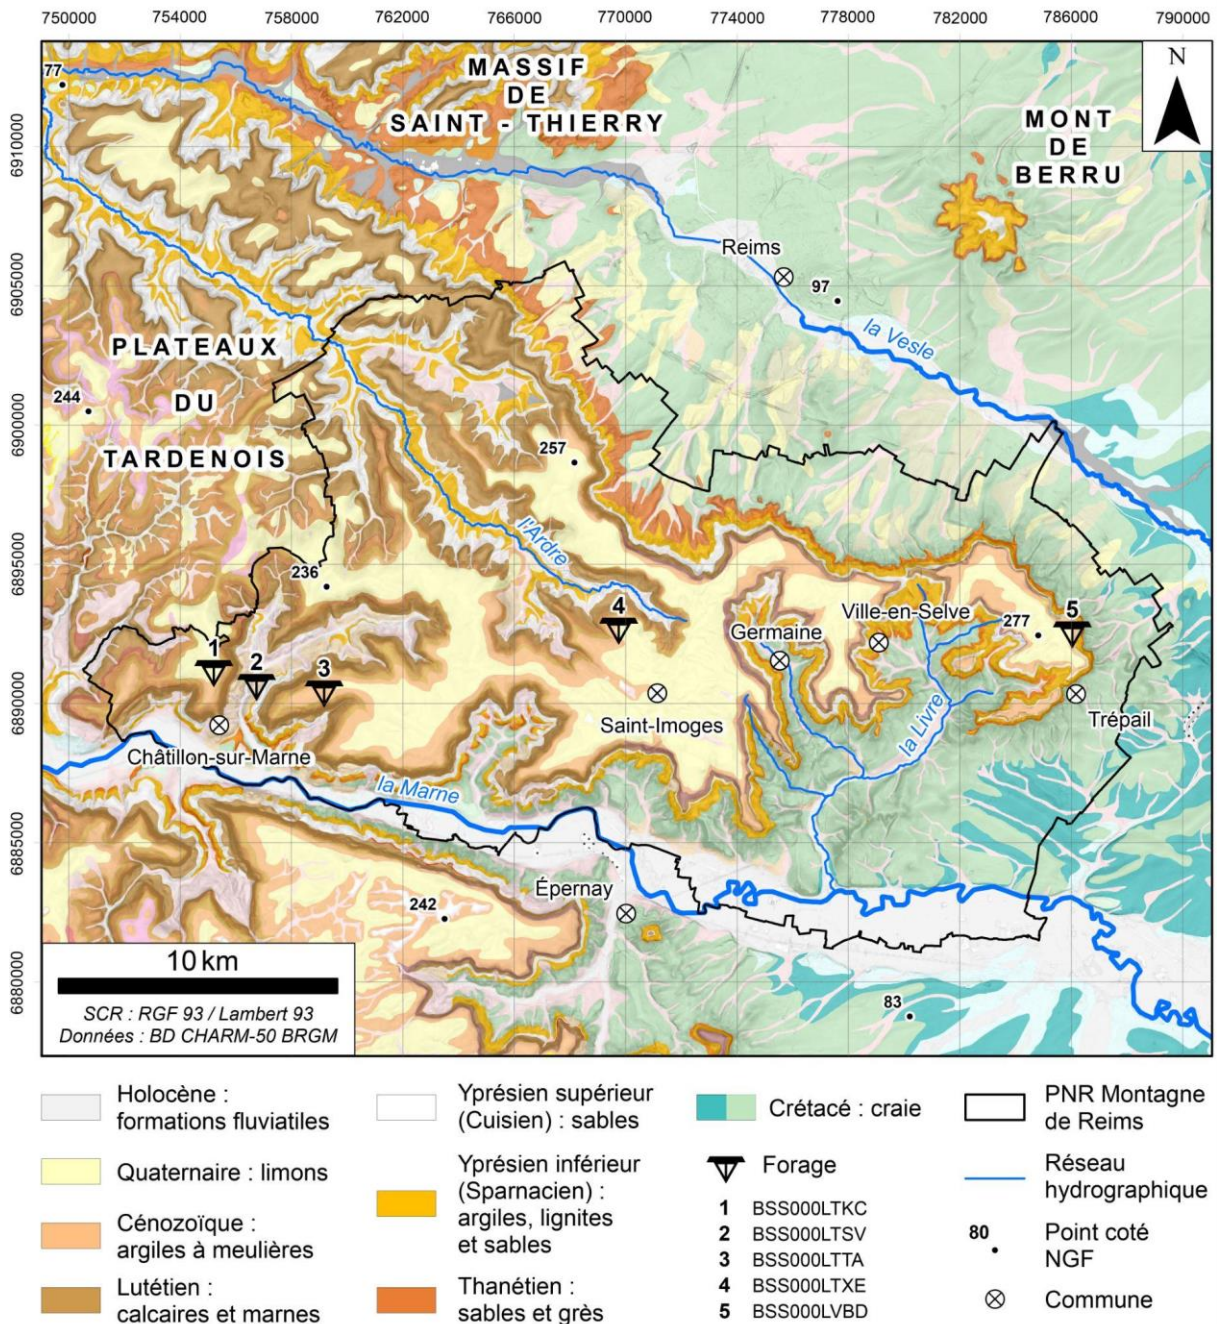 750000 754000 758000 762000 766000 770000 774000 778000 782000 786000 790000
77
MASSIF
DE
SAINT - THIERRY
MONT
DE
BERRU
N
6910000
Reims
97
la Vesle
6905000
PLATEAUX
DU
TARDENOIS
244
6900000
257
l'Ardre
6895000
236
4
Ville-en-Selve
277
5
Germaine
1
2
3
6890000
Saint-Imoges
la Livre
Trépail
Châtillon-sur-Marne
la Marne
6885000
Épernay
242
83
6880000
10 km
SCR : RGF 93 / Lambert 93
Données : BD CHARM-50 BRGM
Holocène :
formations fluviatiles
Quaternaire : limons
Cénozoïque :
argiles à meulières
Lutétien :
calcaires et marnes
Yprésien supérieur
(Cuisien) : sables
Yprésien inférieur
(Sparnacien) :
argiles, lignites
et sables
Thanétien :
sables et grès
Crétacé : craie
Forage
1 BSS000LTKC
2 BSS000LTSV
3 BSS000LTTA
4 BSS000LTXE
5 BSS000LVBD
PNR Montagne
de Reims
Réseau
hydrographique
80
Point coté
NGF
Commune